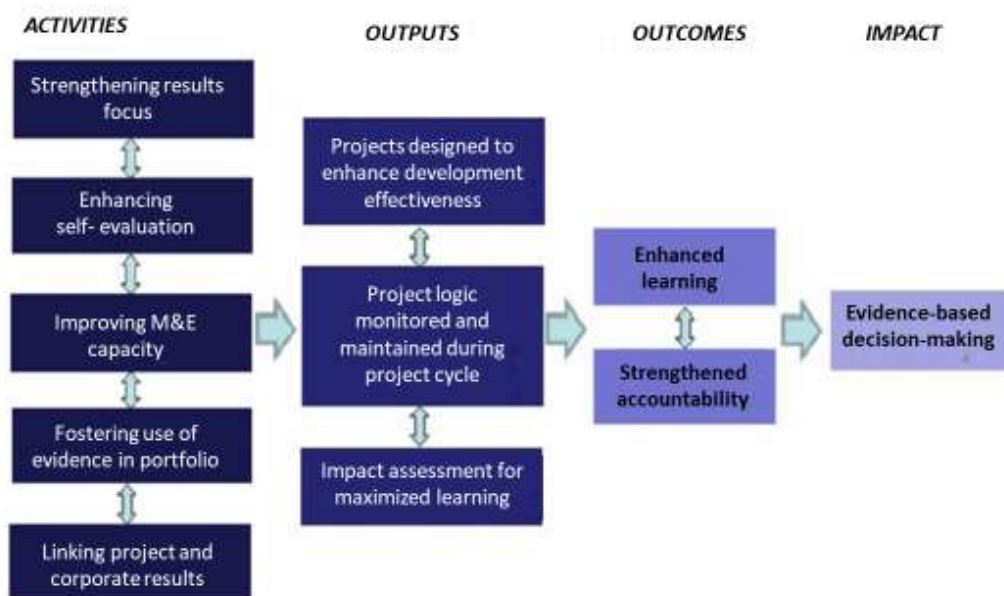 ACTIVITIES
Strengthening results
focus
Enhancing
self- evaluation
Improving M&E
capacity
Fostering use of
evidence in portfolio
Linking project and
corporate results
OUTPUTS
Projects designed to
enhance development
effectiveness
Project logic
monitored and
maintained during
project cycle
Impact assessment for
maximized learning
OUTCOMES
Enhanced
learning
Strengthened
accountability
IMPACT
Evidence-based
decision-making